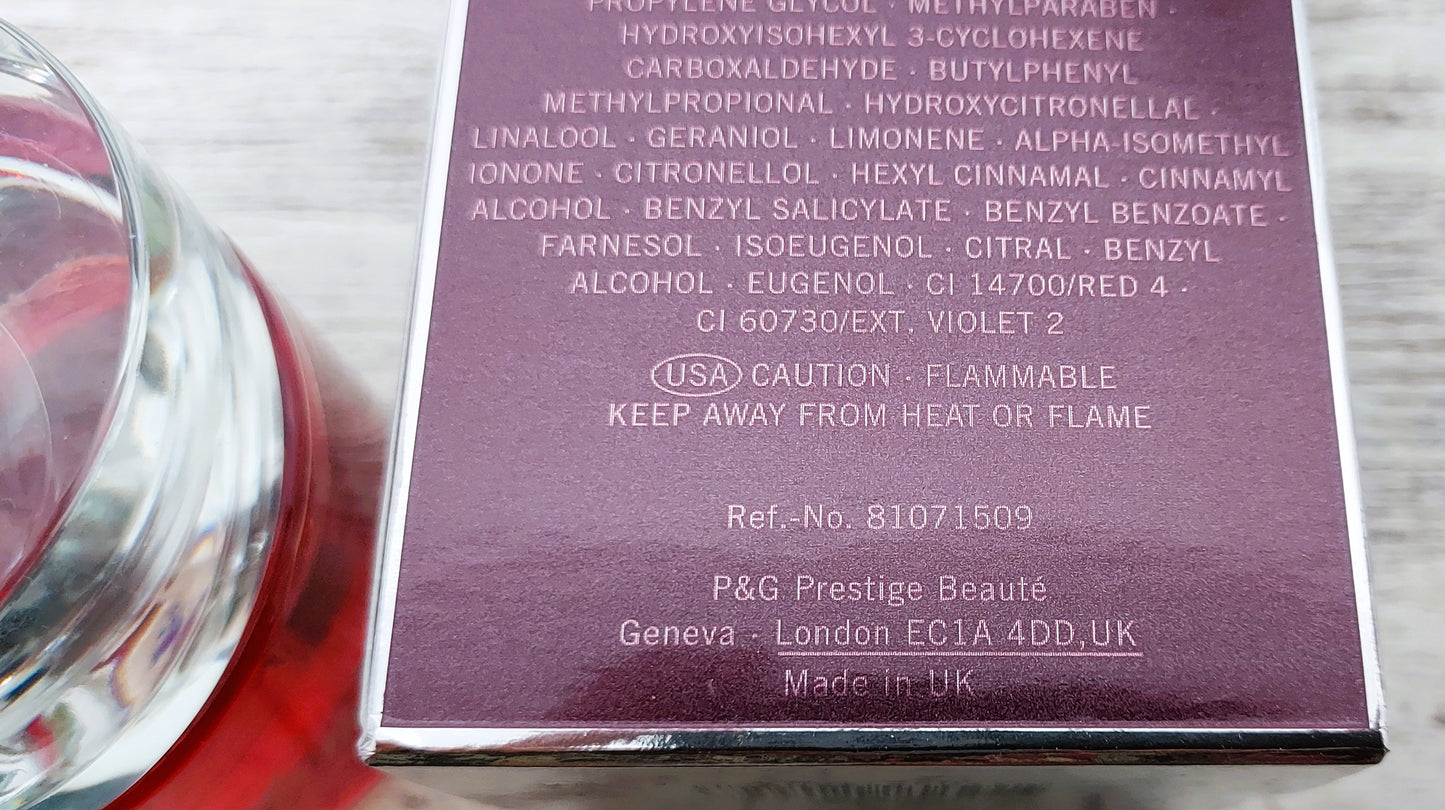 PROPYLENE GLYCOL · METHYLPARABEN ·
HYDROXYISOHEXYL 3-CYCLOHEXENE
CARBOXALDEHYDE · BUTYLPHENYL
METHYLPROPIONAL · HYDROXYCITRONELLAL ·
LINALOOL · GERANIOL · LIMONENE · ALPHA-ISOMETHYL
IONONE · CITRONELLOL · HEXYL CINNAMAL · CINNAMYL
ALCOHOL · BENZYL SALICYLATE · BENZYL BENZOATE ·
FARNESOL · ISOEUGENOL · CITRAL · BENZYL
ALCOHOL · EUGENOL · CI 14700/RED 4 ·
CI 60730/EXT. VIOLET 2
USA CAUTION · FLAMMABLE
KEEP AWAY FROM HEAT OR FLAME
Ref.-No. 81071509
P&G Prestige Beauté
Geneva · London EC1A 4DD,UK
Made in UK